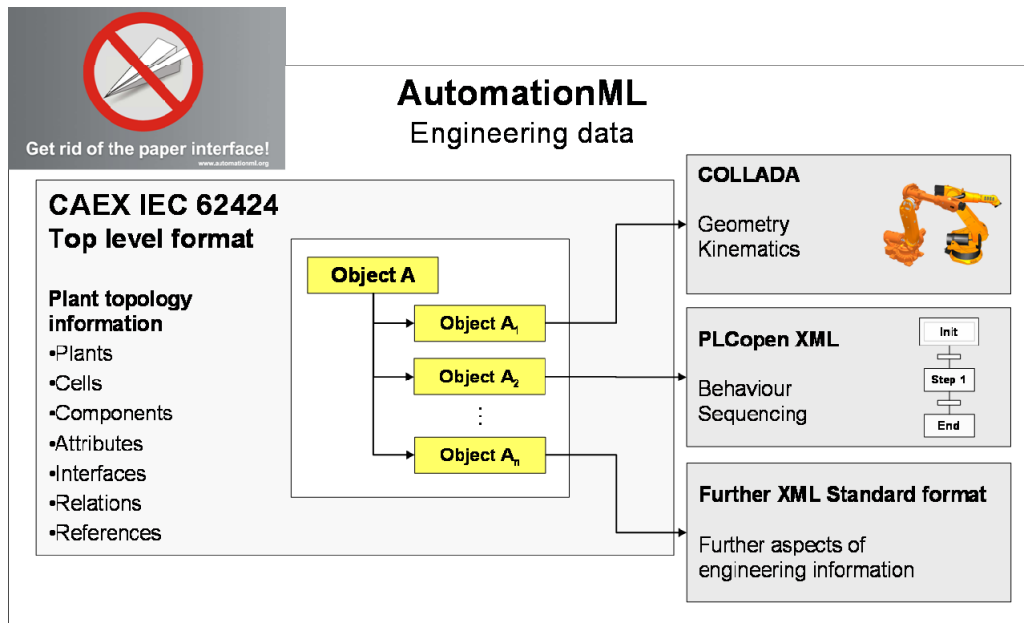 Get rid of the paper interface!
www.automationml.org
AutomationML
Engineering data
CAEX IEC 62424
Top level format
Plant topology
information
•Plants
•Cells
•Components
•Attributes
•Interfaces
•Relations
•References
Object A
Object A1
Object A2
⋮
Object An
COLLADA
Geometry
Kinematics
PLCopen XML
Behaviour
Sequencing
Init
Step 1
End
Further XML Standard format
Further aspects of
engineering information